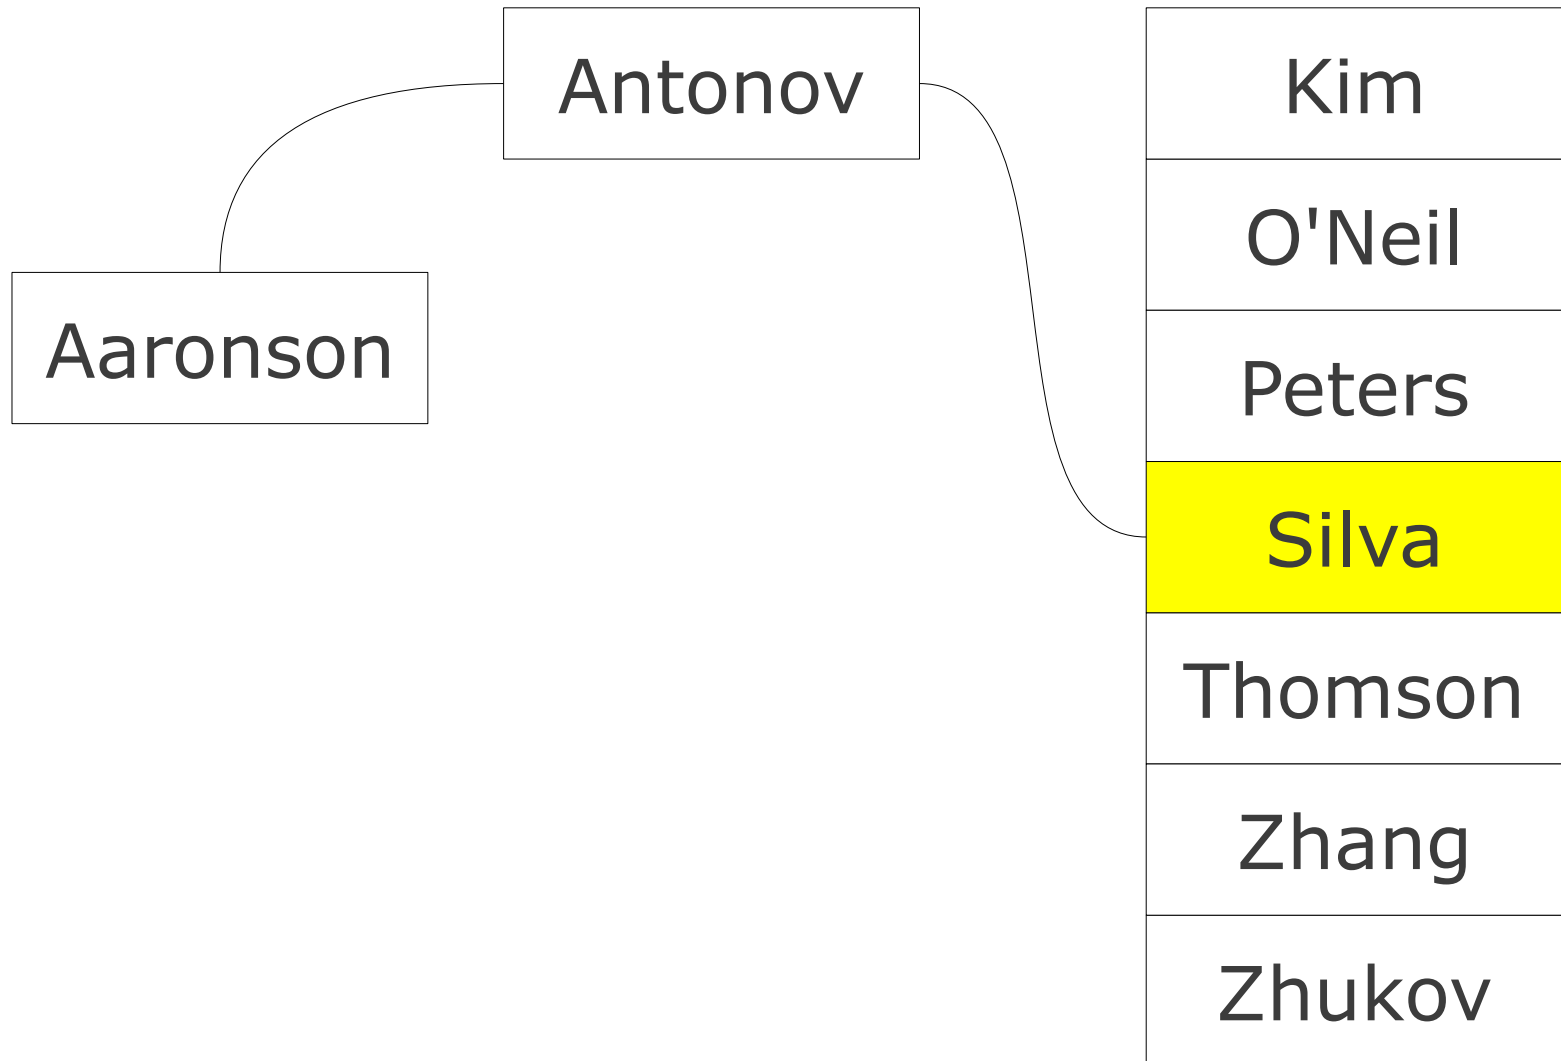 Antonov
Aaronson
Kim
O'Neil
Peters
Silva
Thomson
Zhang
Zhukov